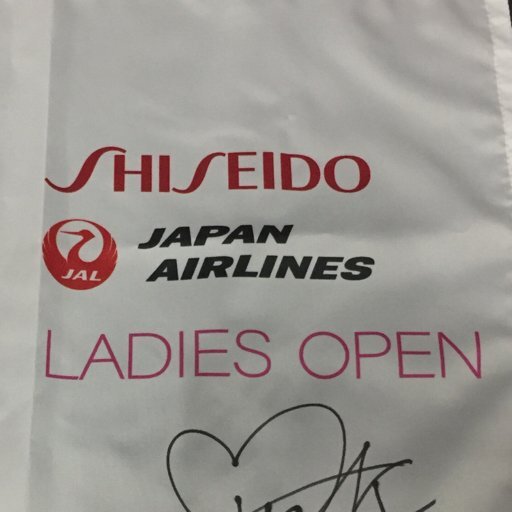 SHISEIDO
JAL
JAPAN
AIRLINES
LADIES OPEN